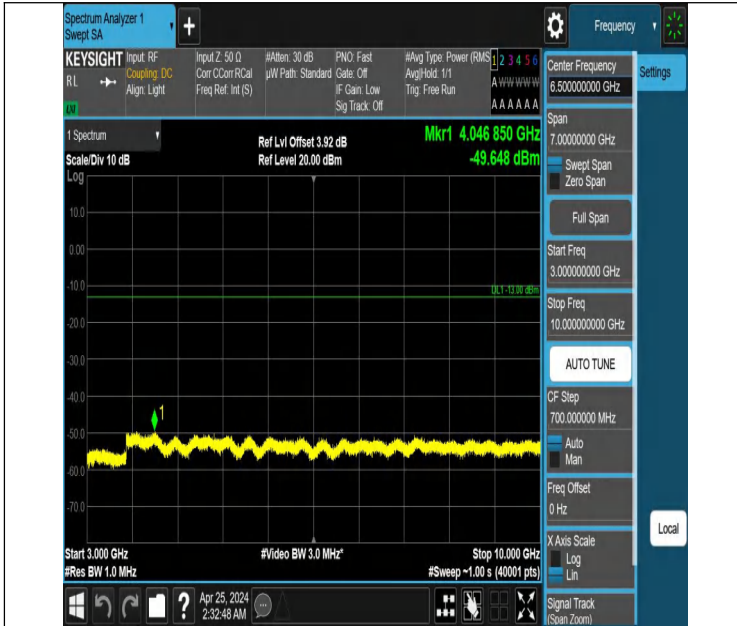 Spectrum Analyzer 1
Swept SA
+
Frequency
KEYSIGHT
RL
Input: RF
Coupling: DC
Align: Light
Input Z: 50 Ω
Corr CCorr RCal
Freq Ref: Int (S)
#Atten: 30 dB
µW Path: Standard
PNO: Fast
Gate: Off
IF Gain: Low
Sig Track: Off
#Avg Type: Power (RMS
Avg|Hold: 1/1
Trig: Free Run
1 2 3 4 5 6
A W W W W W
A A A A A A
1 Spectrum
Scale/Div 10 dB
Ref Lvl Offset 3.92 dB
Ref Level 20.00 dBm
Mkr1 4.046 850 GHz
-49.648 dBm
Log
10.0
0.00
-10.0
DL1 -13.00 dBm
-20.0
-30.0
-40.0
1
-50.0
-60.0
-70.0
Start 3.000 GHz
#Res BW 1.0 MHz
#Video BW 3.0 MHz*
Stop 10.000 GHz
#Sweep ~1.00 s (40001 pts)
Center Frequency
6.500000000 GHz
Settings
Span
7.00000000 GHz
Swept Span
Zero Span
Full Span
Start Freq
3.000000000 GHz
Stop Freq
10.000000000 GHz
AUTO TUNE
CF Step
700.000000 MHz
Auto
Man
Freq Offset
0 Hz
X Axis Scale
Log
Lin
Local
Signal Track
(Span Zoom)
?
Apr 25, 2024
2:32:48 AM